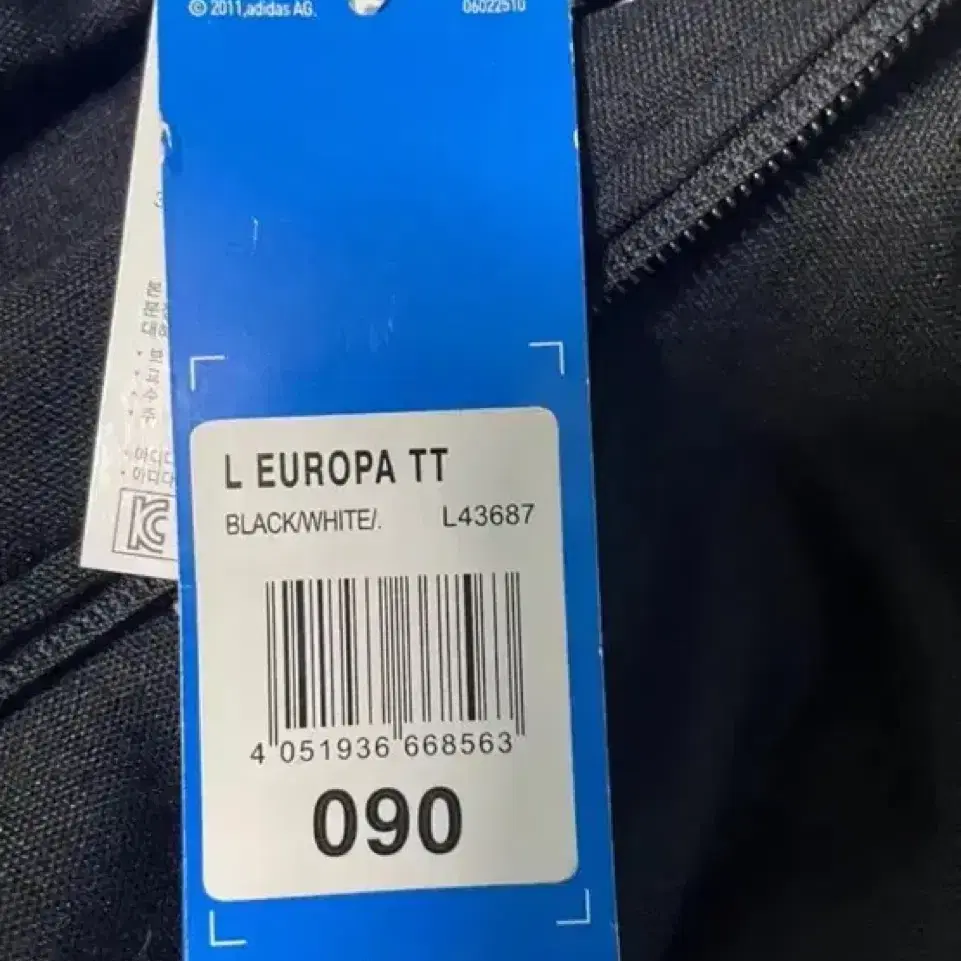 © 2011,adidas AG.
06022510
L EUROPA TT
BLACK/WHITE/.
L43687
4 051936 668563
090